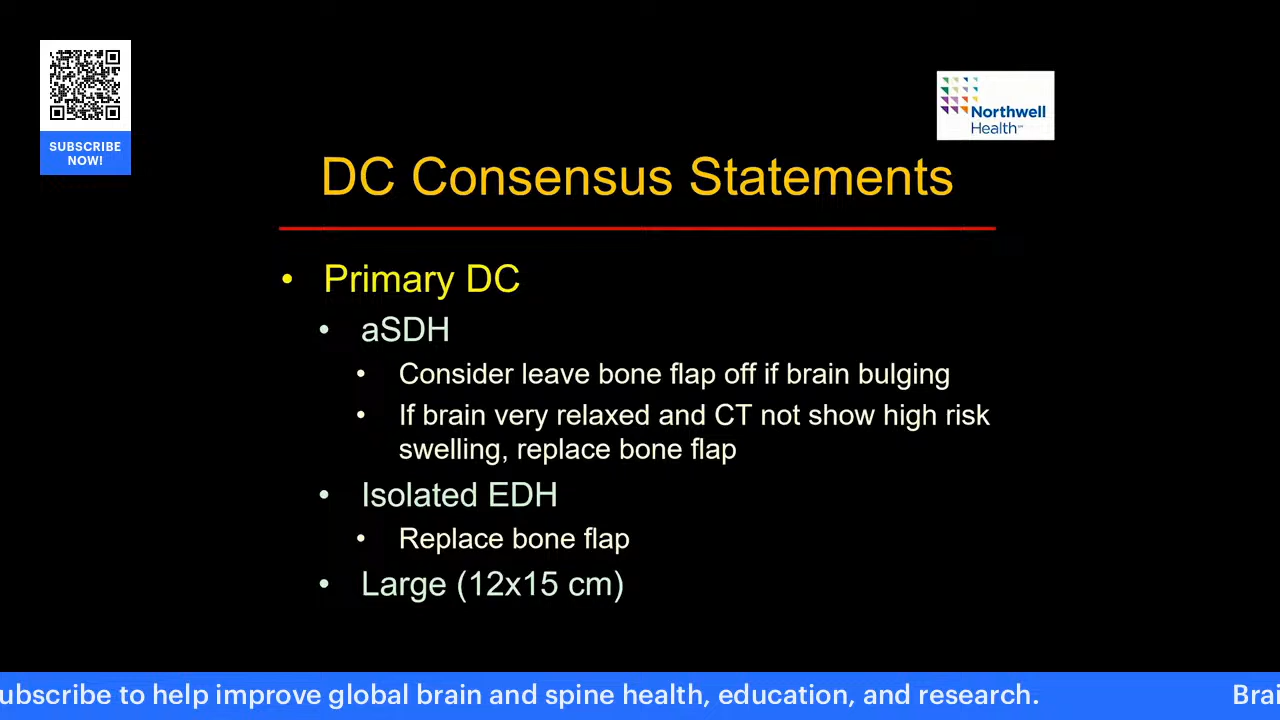 SUBSCRIBE
NOW!
Northwell
Health
DC Consensus Statements
• Primary DC
• aSDH
• Consider leave bone flap off if brain bulging
• If brain very relaxed and CT not show high risk
swelling, replace bone flap
• Isolated EDH
• Replace bone flap
• Large (12x15 cm)
ubscribe to help improve global brain and spine health, education, and research. Brai